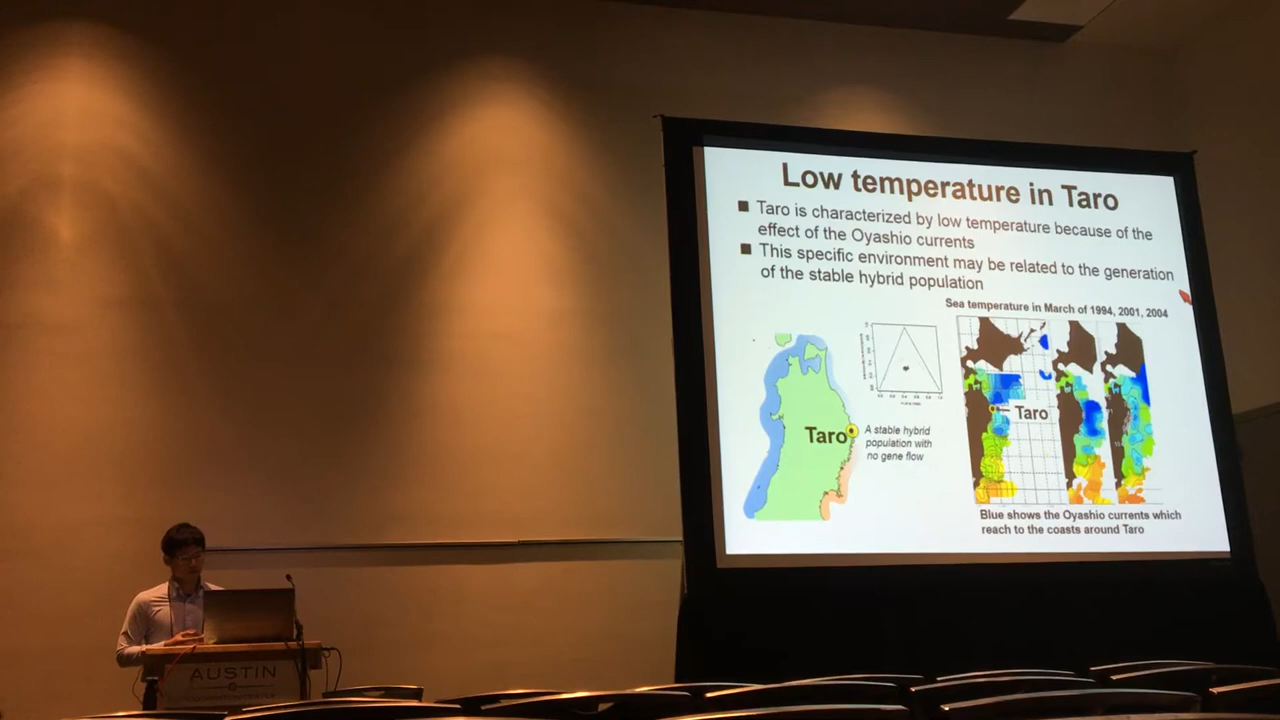 Low temperature in Taro
Taro is characterized by low temperature because of the
effect of the Oyashio currents
This specific environment may be related to the generation
of the stable hybrid population
Sea temperature in March of 1994, 2001, 2004
Taro
Taro
A stable hybrid
population with
no gene flow
Blue shows the Oyashio currents which
reach to the coasts around Taro
AUSTIN